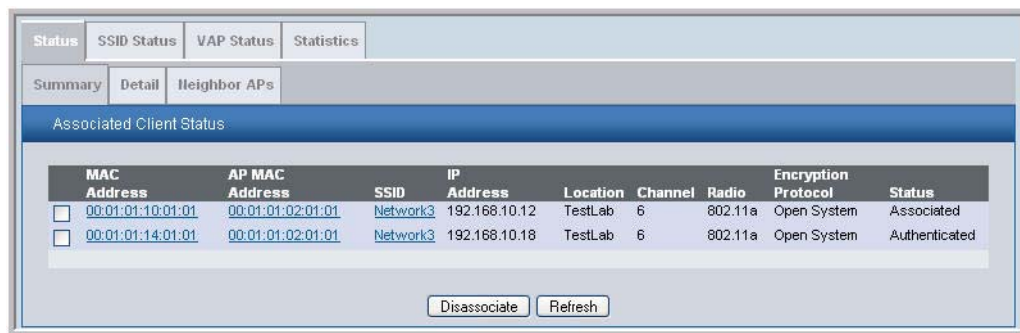 Status SSID Status VAP Status Statistics
Summary Detail Neighbor APs
Associated Client Status
MAC Address AP MAC Address SSID IP Address Location Channel Radio Encryption Protocol Status
00:01:01:10:01:01 00:01:01:02:01:01 Network3 192.168.10.12 TestLab 6 802.11a Open System Associated
00:01:01:14:01:01 00:01:01:02:01:01 Network3 192.168.10.18 TestLab 6 802.11a Open System Authenticated
Disassociate Refresh